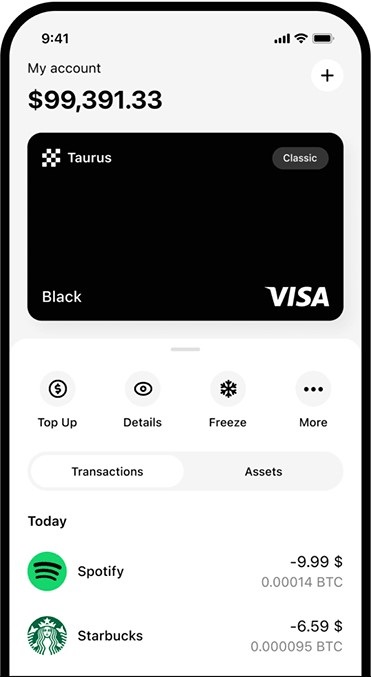 9:41
My account
$99,391.33
Taurus
Classic
Black
VISA
Top Up
Details
Freeze
More
Transactions
Assets
Today
Spotify
-9.99 $
0.00014 BTC
Starbucks
-6.59 $
0.000095 BTC